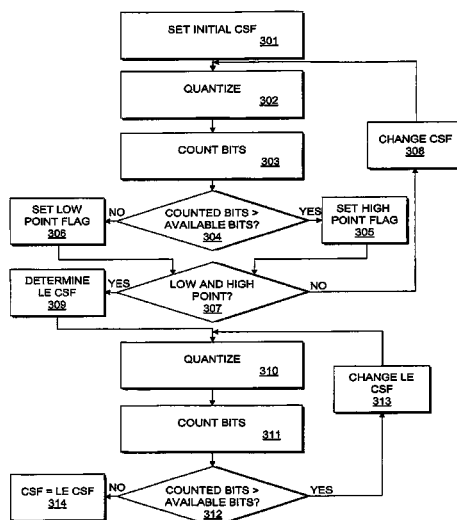 SET INITIAL CSF
301
QUANTIZE
302
CHANGE CSF
308
COUNT BITS
303
SET LOW
POINT FLAG
306
NO
COUNTED BITS >
AVAILABLE BITS?
304
YES
SET HIGH
POINT FLAG
305
DETERMINE
LE CSF
309
YES
LOW AND HIGH
POINT?
307
NO
QUANTIZE
310
CHANGE LE
CSF
313
COUNT BITS
311
CSF = LE CSF
314
NO
COUNTED BITS >
AVAILABLE BITS?
312
YES